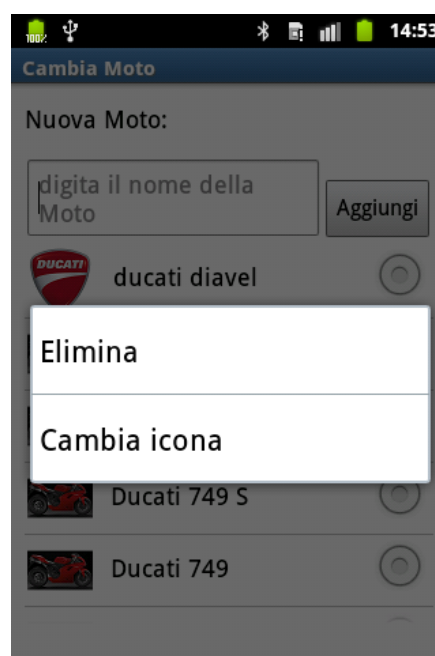 100%
14:53
Cambia Moto
Nuova Moto:
digita il nome della
Moto
Aggiungi
DUCATI
ducati diavel
Elimina
Cambia icona
Ducati 749 S
Ducati 749